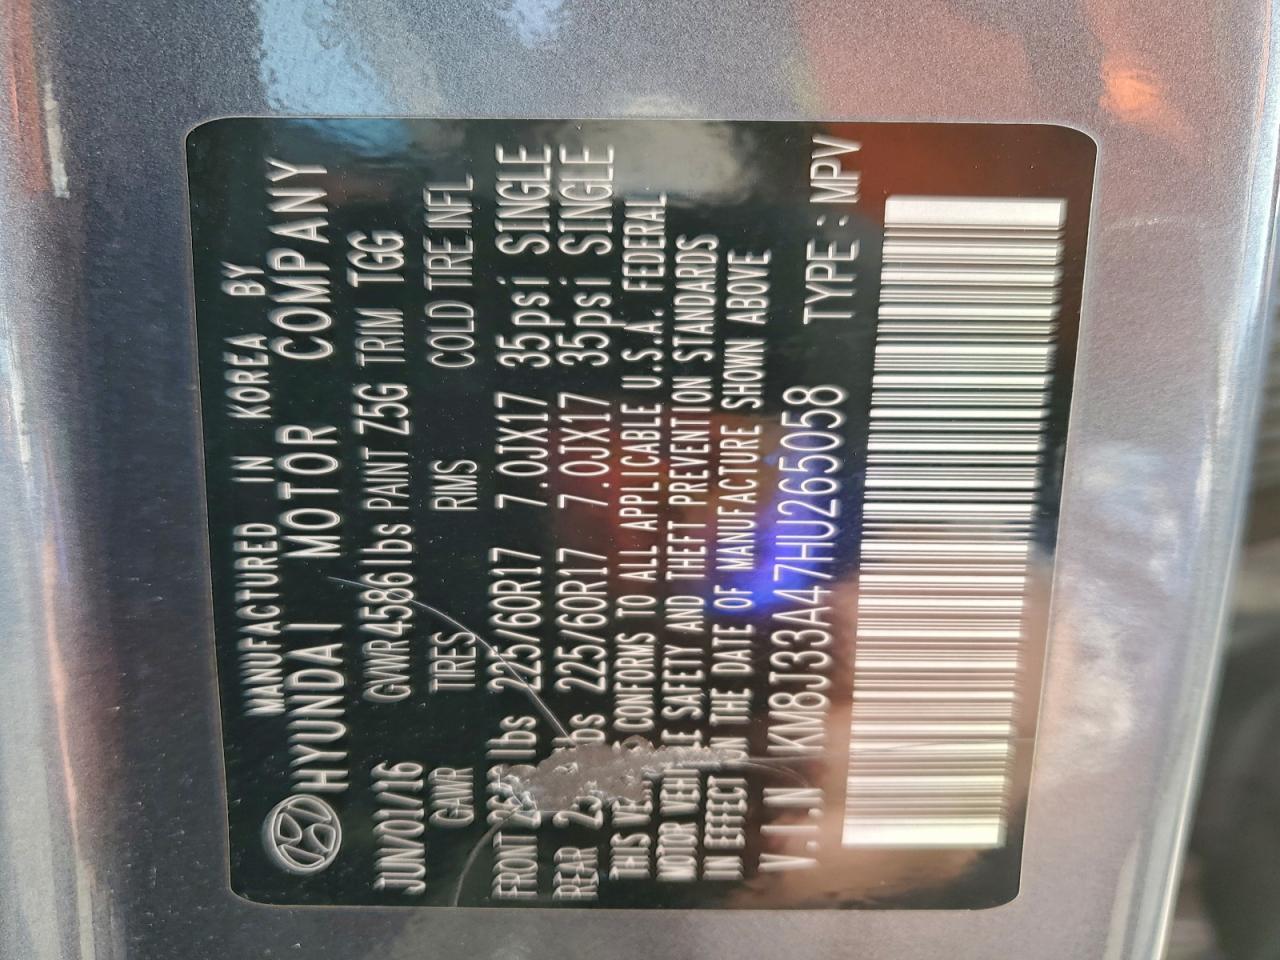 MANUFACTURED IN KOREA BY
HYUNDAI MOTOR COMPANY
JUN/01/16 GVWR 4586lbs PAINT Z5G TRIM TGG
GAWR TIRES RMS COLD TIRE INFL
FRONT lbs 225/60R17 7.0JX17 35psi SINGLE
REAR 225/60R17 7.0JX17 35psi SINGLE
THIS CONFORMS TO ALL APPLICABLE U.S.A. FEDERAL
MOTOR SAFETY AND THEFT PREVENTION STANDARDS
IN EFFECT ON THE DATE OF MANUFACTURE SHOWN ABOVE
V.I.N KM8J33A47HU265058 TYPE : MPV